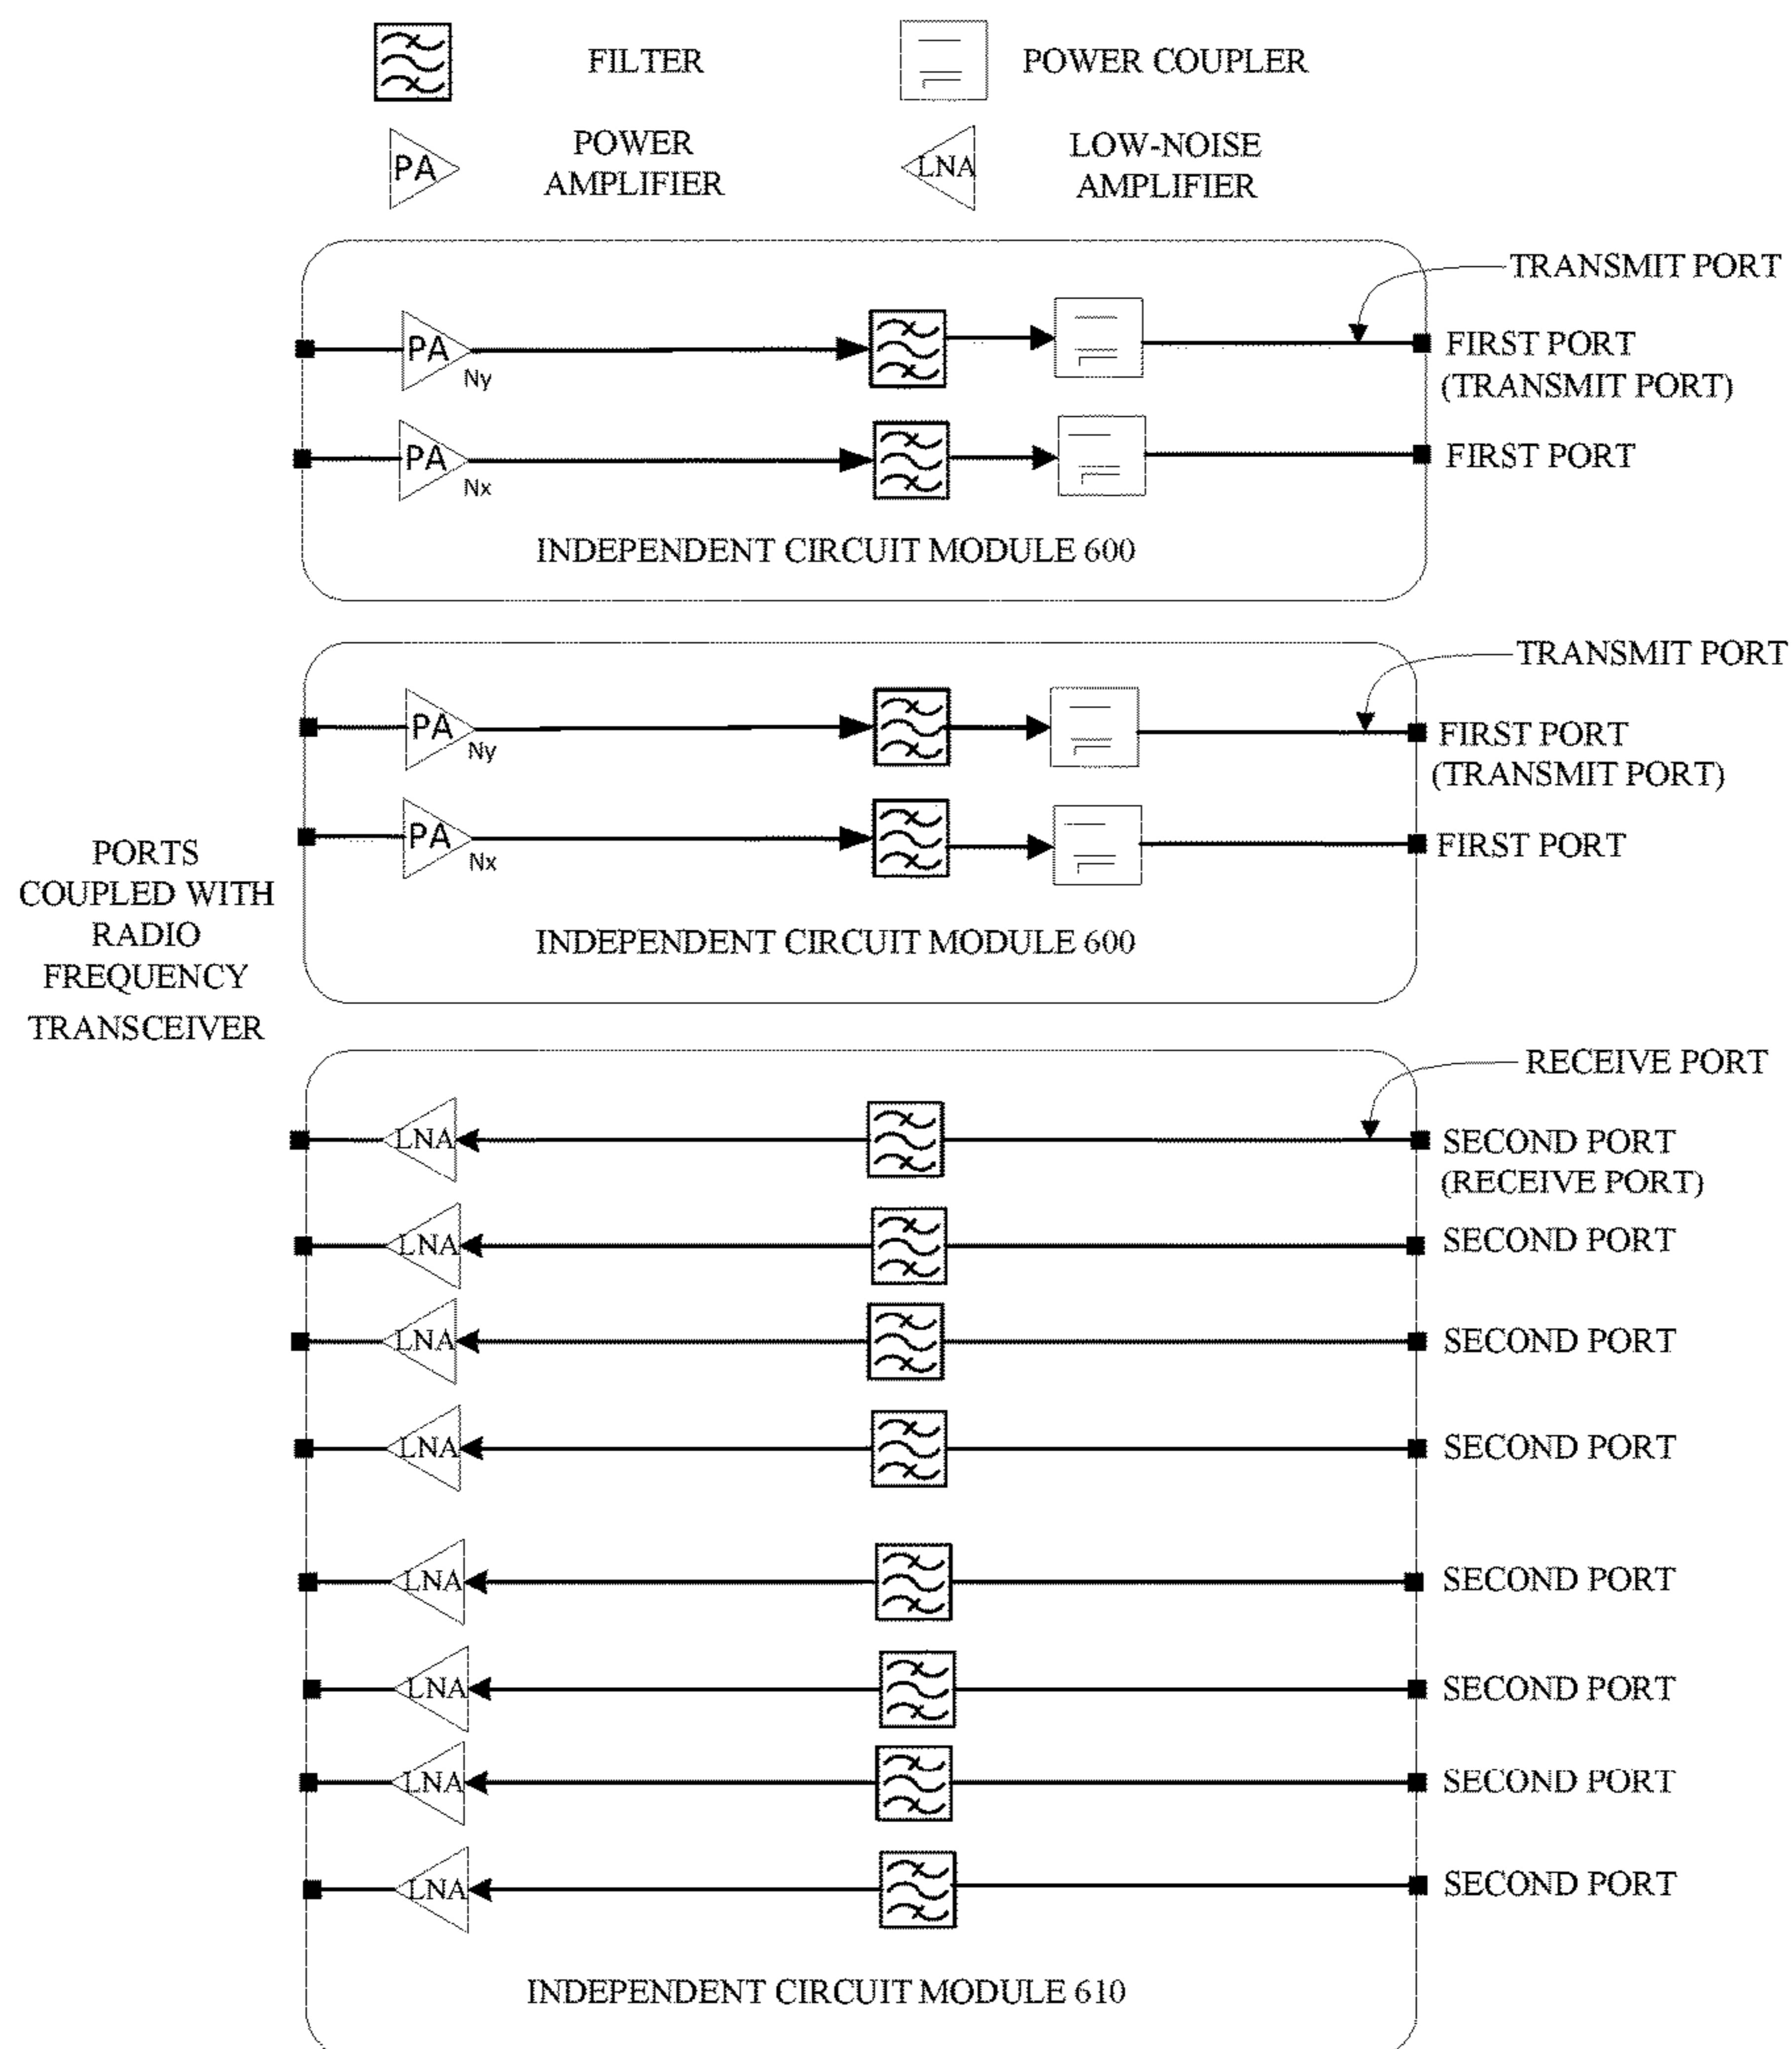 FILTER
POWER COUPLER
PA
POWER
AMPLIFIER
LNA
LOW-NOISE
AMPLIFIER
TRANSMIT PORT
PA
Ny
FIRST PORT
(TRANSMIT PORT)
PA
Nx
FIRST PORT
INDEPENDENT CIRCUIT MODULE 600
TRANSMIT PORT
PA
Ny
FIRST PORT
(TRANSMIT PORT)
PA
Nx
FIRST PORT
INDEPENDENT CIRCUIT MODULE 600
PORTS
COUPLED WITH
RADIO
FREQUENCY
TRANSCEIVER
RECEIVE PORT
LNA
SECOND PORT
(RECEIVE PORT)
LNA
SECOND PORT
LNA
SECOND PORT
LNA
SECOND PORT
LNA
SECOND PORT
LNA
SECOND PORT
LNA
SECOND PORT
LNA
SECOND PORT
INDEPENDENT CIRCUIT MODULE 610